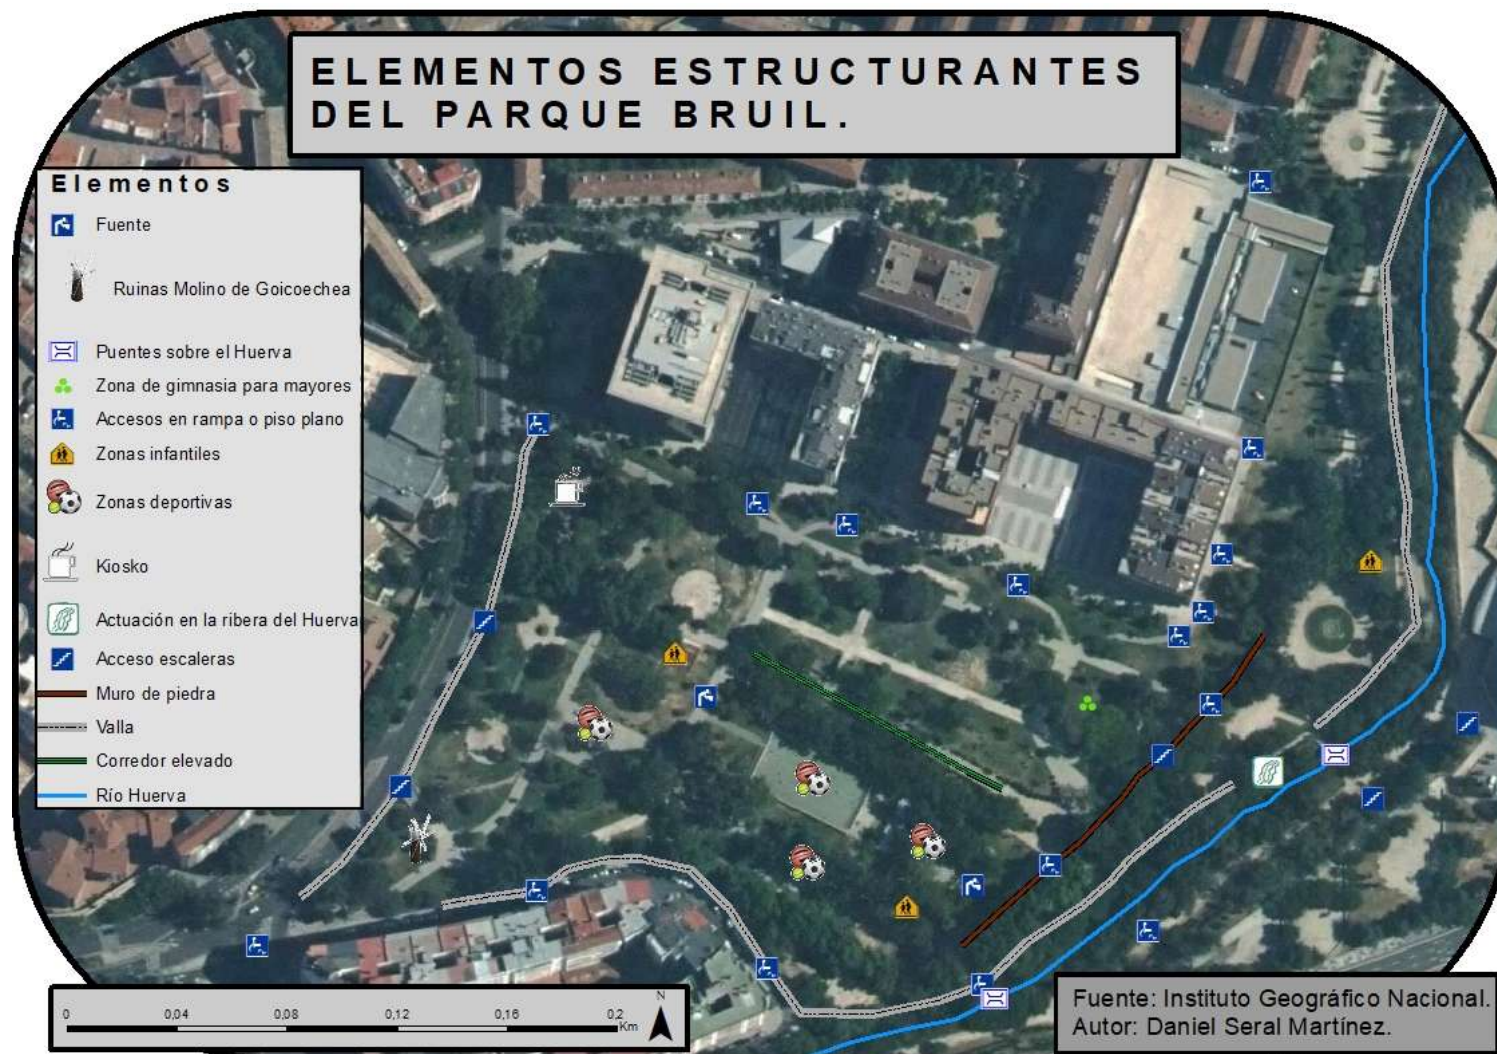 ELEMENTOS ESTRUCTURANTES
DEL PARQUE BRUIL.
Elementos
Fuente
Ruinas Molino de Goicoechea
Puentes sobre el Huerva
Zona de gimnasia para mayores
Accesos en rampa o piso plano
Zonas infantiles
Zonas deportivas
Kiosko
Actuación en la ribera del Huerva
Acceso escaleras
Muro de piedra
Valla
Corredor elevado
Río Huerva
0 0,04 0,08 0,12 0,16 0,2
Km
N
Fuente: Instituto Geográfico Nacional.
Autor: Daniel Seral Martínez.